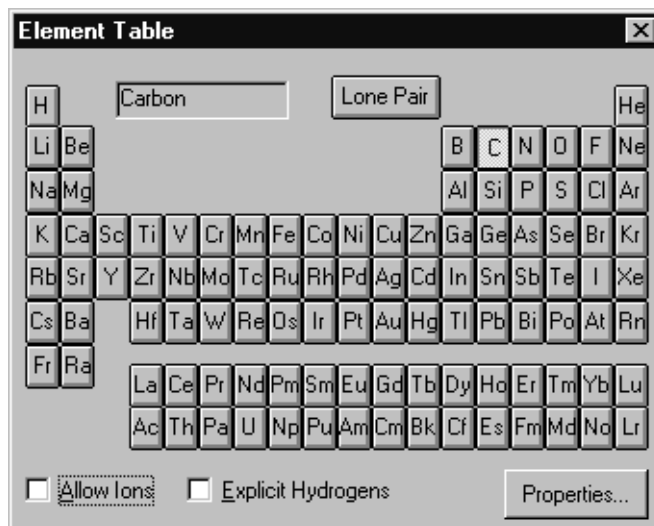 Element Table
Carbon Lone Pair
H He
Li Be B C N O F Ne
Na Mg Al Si P S Cl Ar
K Ca Sc Ti V Cr Mn Fe Co Ni Cu Zn Ga Ge As Se Br Kr
Rb Sr Y Zr Nb Mo Tc Ru Rh Pd Ag Cd In Sn Sb Te I Xe
Cs Ba Hf Ta W Re Os Ir Pt Au Hg Tl Pb Bi Po At Rn
Fr Ra
La Ce Pr Nd Pm Sm Eu Gd Tb Dy Ho Er Tm Yb Lu
Ac Th Pa U Np Pu Am Cm Bk Cf Es Fm Md No Lr
Allow Ions Explicit Hydrogens Properties...